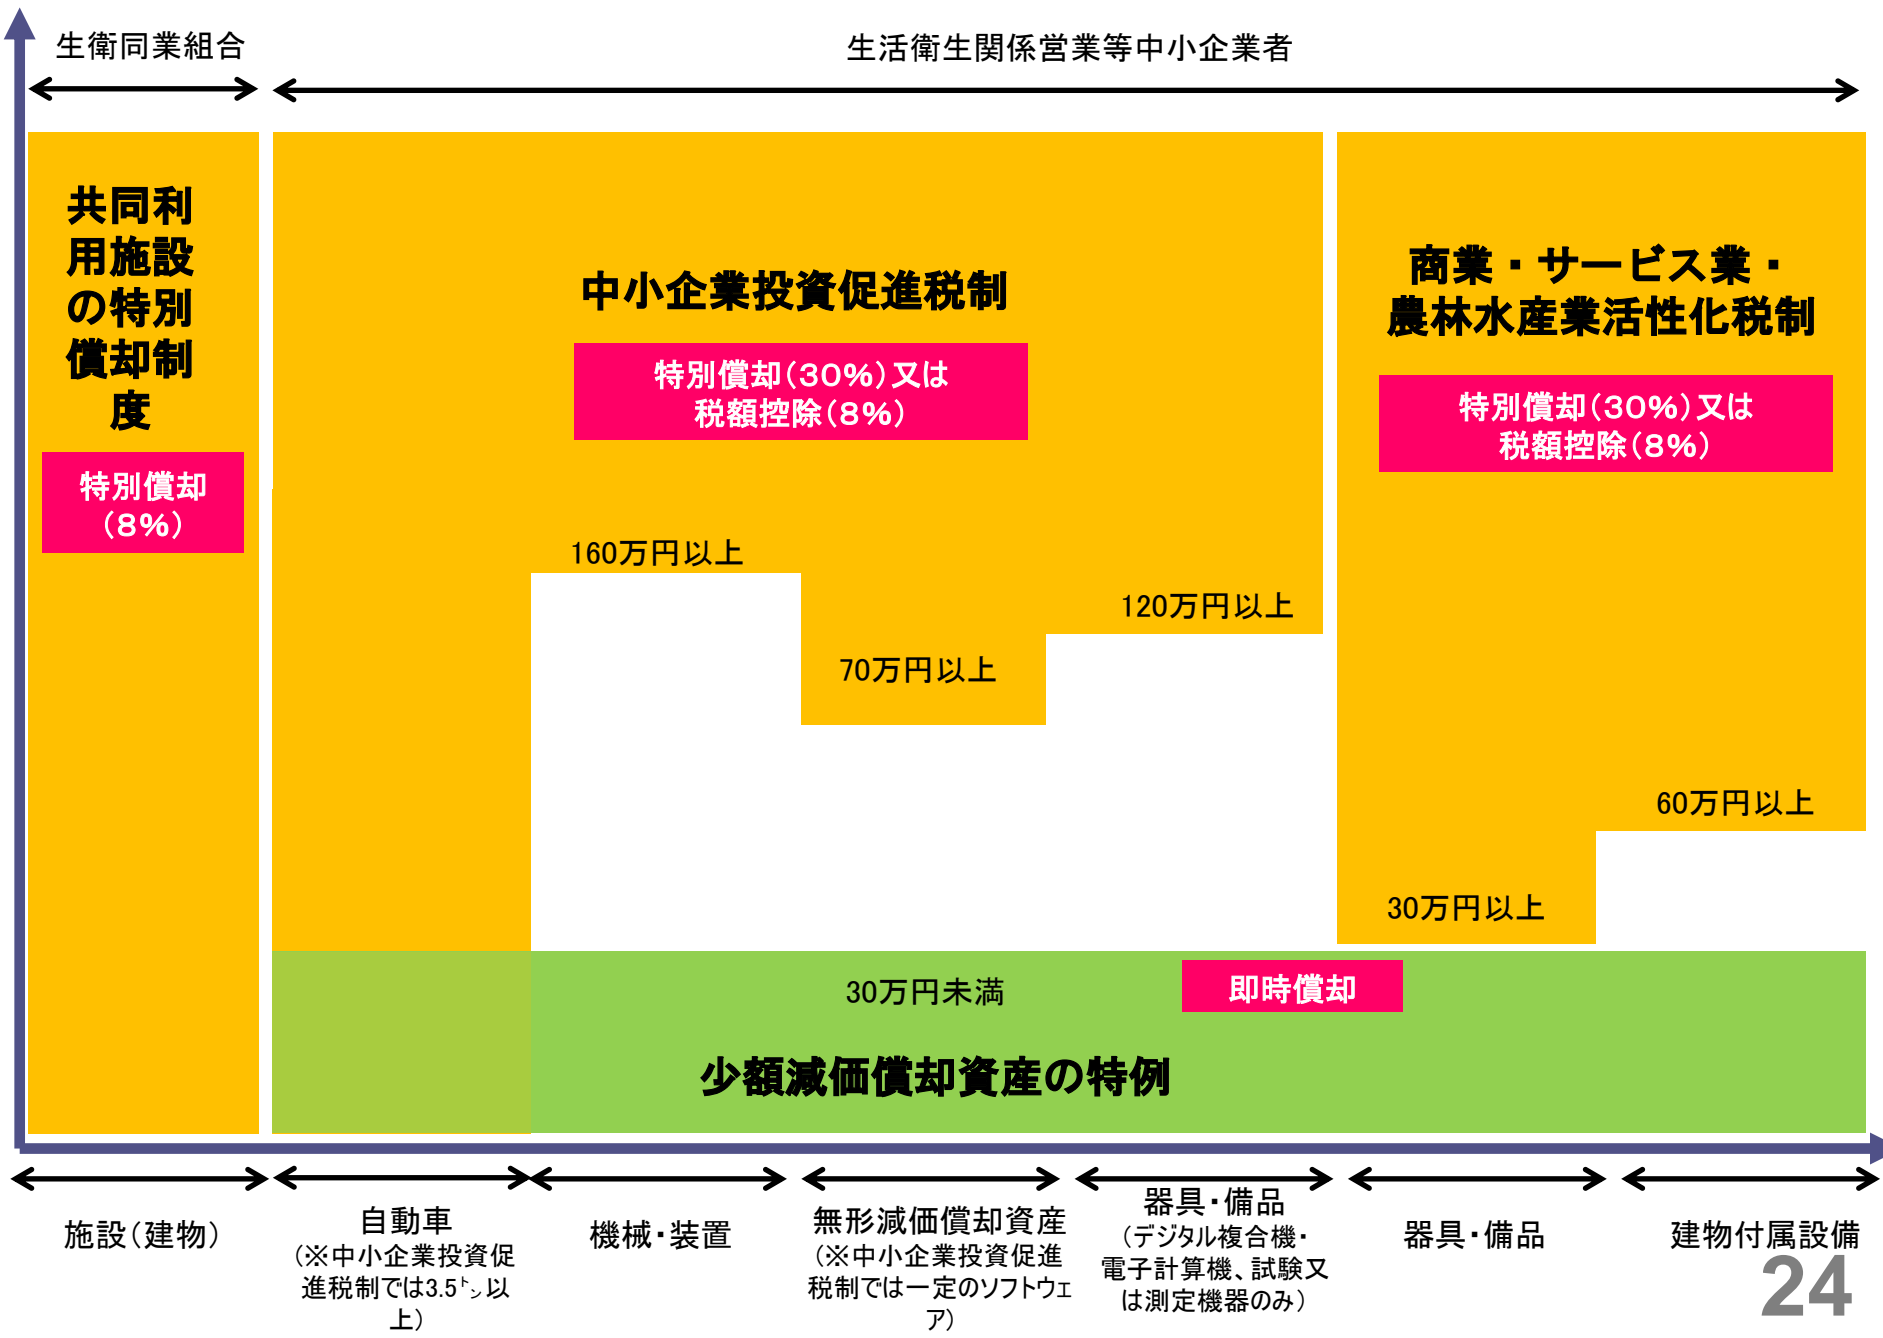 生衛同業組合
生活衛生関係営業等中小企業者
共同利
用施設
の特別
償却制
度
特別償却
（８％）
中小企業投資促進税制
特別償却（３０％）又は
税額控除（８％）
商業・サービス業・
農林水産業活性化税制
特別償却（３０％）又は
税額控除（８％）
160万円以上
70万円以上
120万円以上
60万円以上
30万円以上
30万円未満
即時償却
少額減価償却資産の特例
施設（建物）
自動車
（※中小企業投資促
進税制では3.5㌧以
上）
機械・装置
無形減価償却資産
（※中小企業投資促進
税制では一定のソフトウェ
ア）
器具・備品
（デジタル複合機・
電子計算機、試験又
は測定機器のみ）
器具・備品
建物付属設備
24